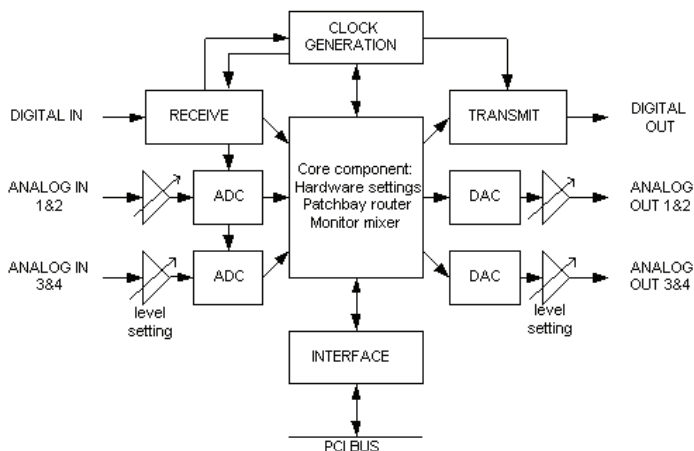 CLOCK
GENERATION
DIGITAL IN
RECEIVE
TRANSMIT
DIGITAL
OUT
Core component:
Hardware settings
Patchbay router
Monitor mixer
ANALOG IN
1&2
ADC
DAC
ANALOG
OUT 1&2
ANALOG IN
3&4
level
setting
ADC
DAC
level
setting
ANALOG
OUT 3&4
INTERFACE
PCI BUS